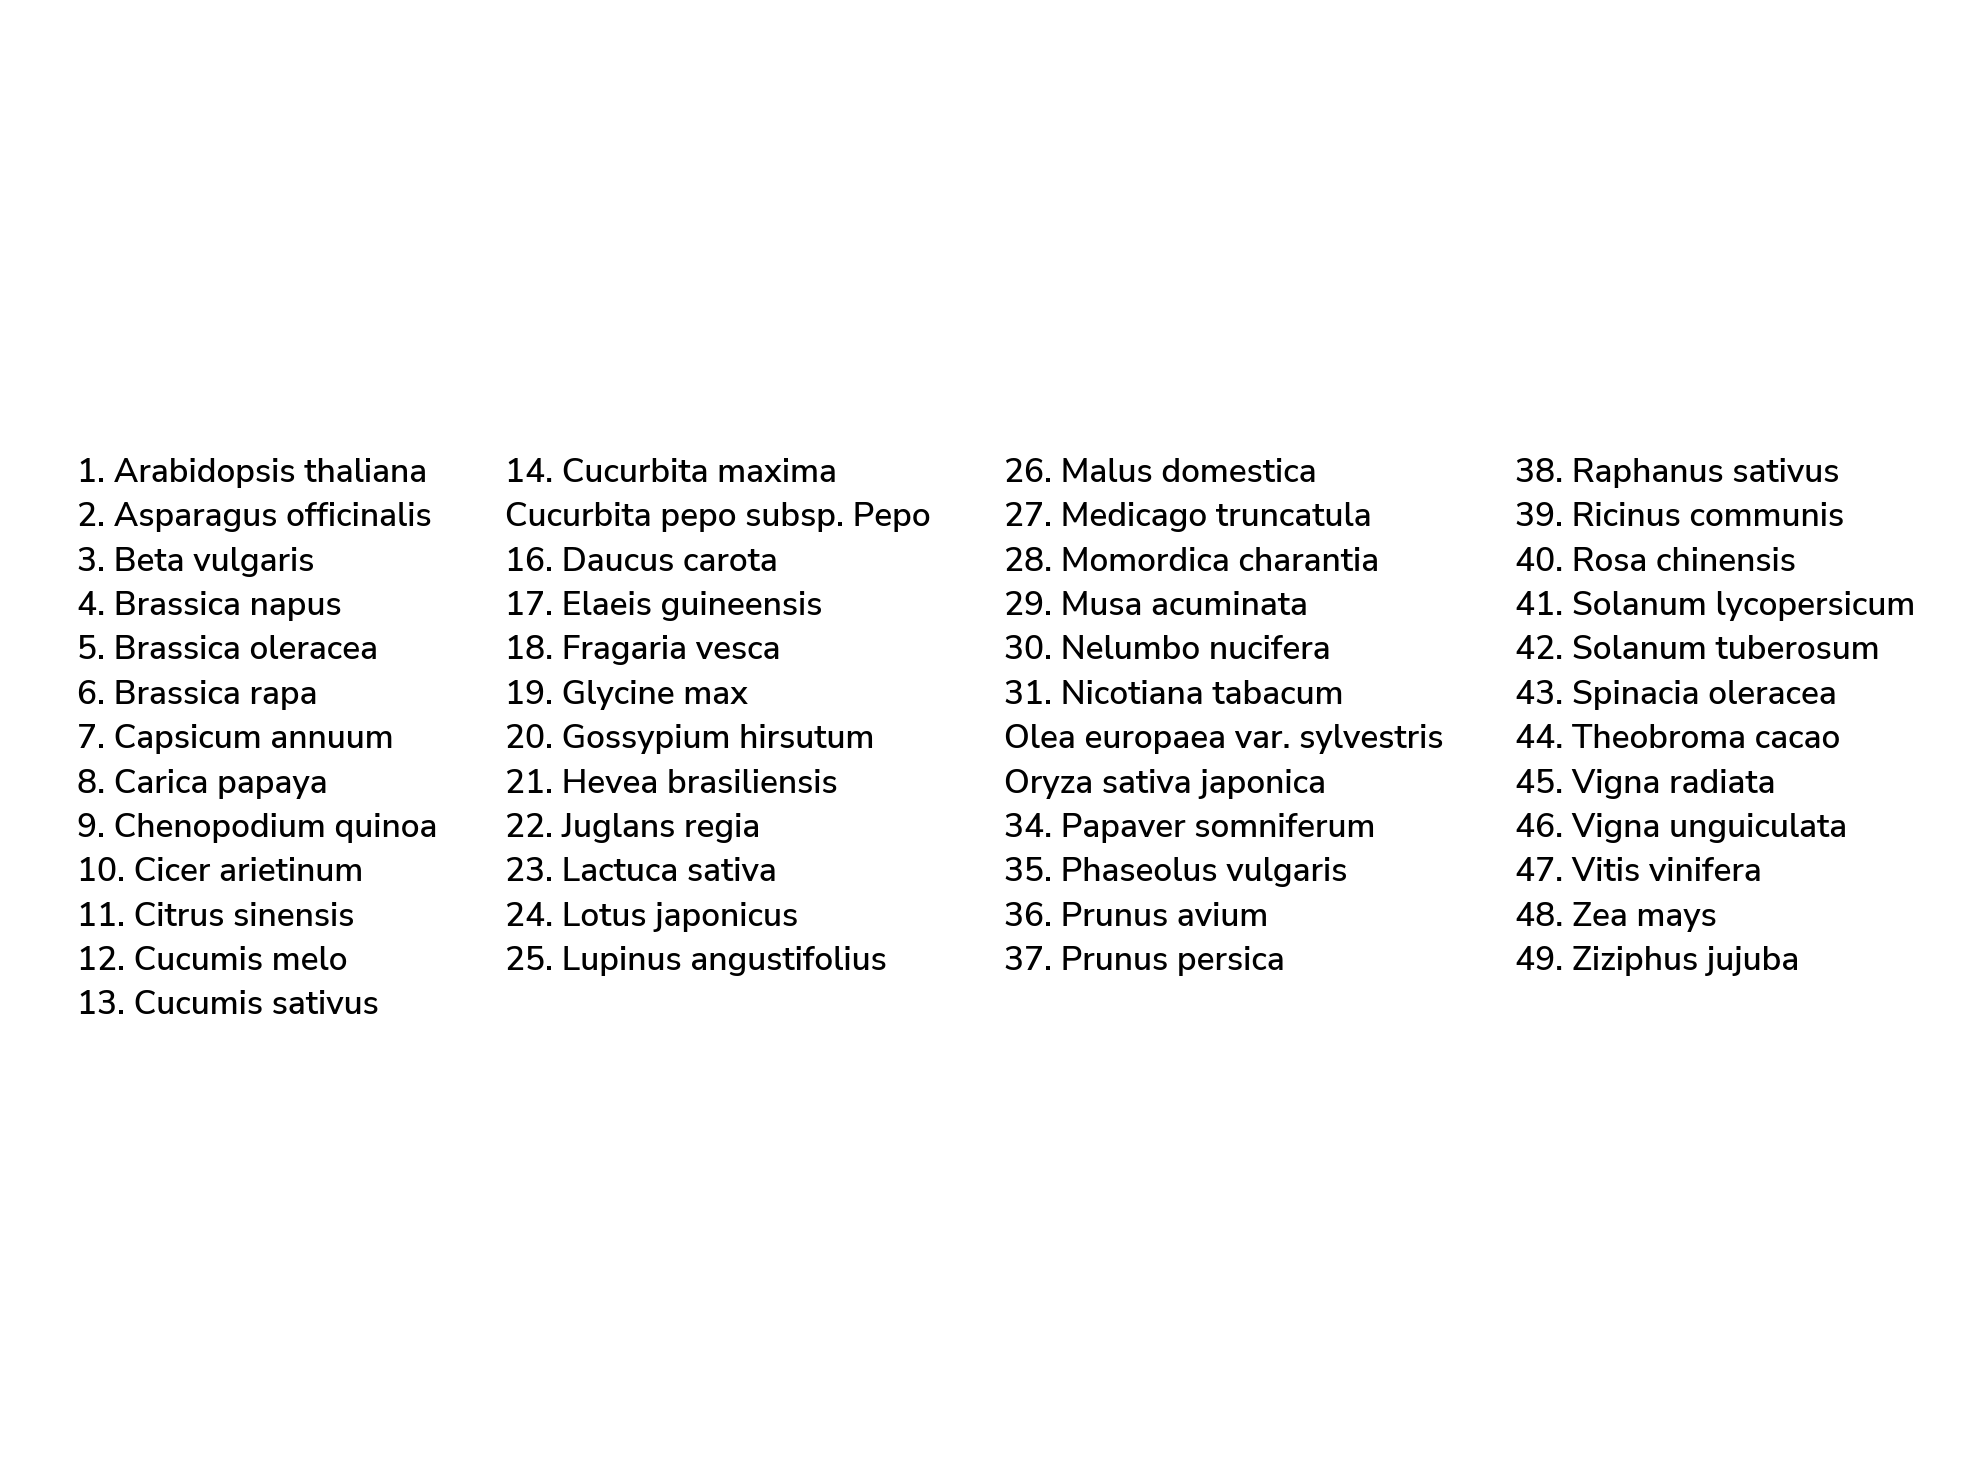 1. Arabidopsis thaliana
2. Asparagus officinalis
3. Beta vulgaris
4. Brassica napus
5. Brassica oleracea
6. Brassica rapa
7. Capsicum annuum
8. Carica papaya
9. Chenopodium quinoa
10. Cicer arietinum
11. Citrus sinensis
12. Cucumis melo
13. Cucumis sativus
14. Cucurbita maxima
Cucurbita pepo subsp. Pepo
16. Daucus carota
17. Elaeis guineensis
18. Fragaria vesca
19. Glycine max
20. Gossypium hirsutum
21. Hevea brasiliensis
22. Juglans regia
23. Lactuca sativa
24. Lotus japonicus
25. Lupinus angustifolius
26. Malus domestica
27. Medicago truncatula
28. Momordica charantia
29. Musa acuminata
30. Nelumbo nucifera
31. Nicotiana tabacum
Olea europaea var. sylvestris
Oryza sativa japonica
34. Papaver somniferum
35. Phaseolus vulgaris
36. Prunus avium
37. Prunus persica
38. Raphanus sativus
39. Ricinus communis
40. Rosa chinensis
41. Solanum lycopersicum
42. Solanum tuberosum
43. Spinacia oleracea
44. Theobroma cacao
45. Vigna radiata
46. Vigna unguiculata
47. Vitis vinifera
48. Zea mays
49. Ziziphus jujuba